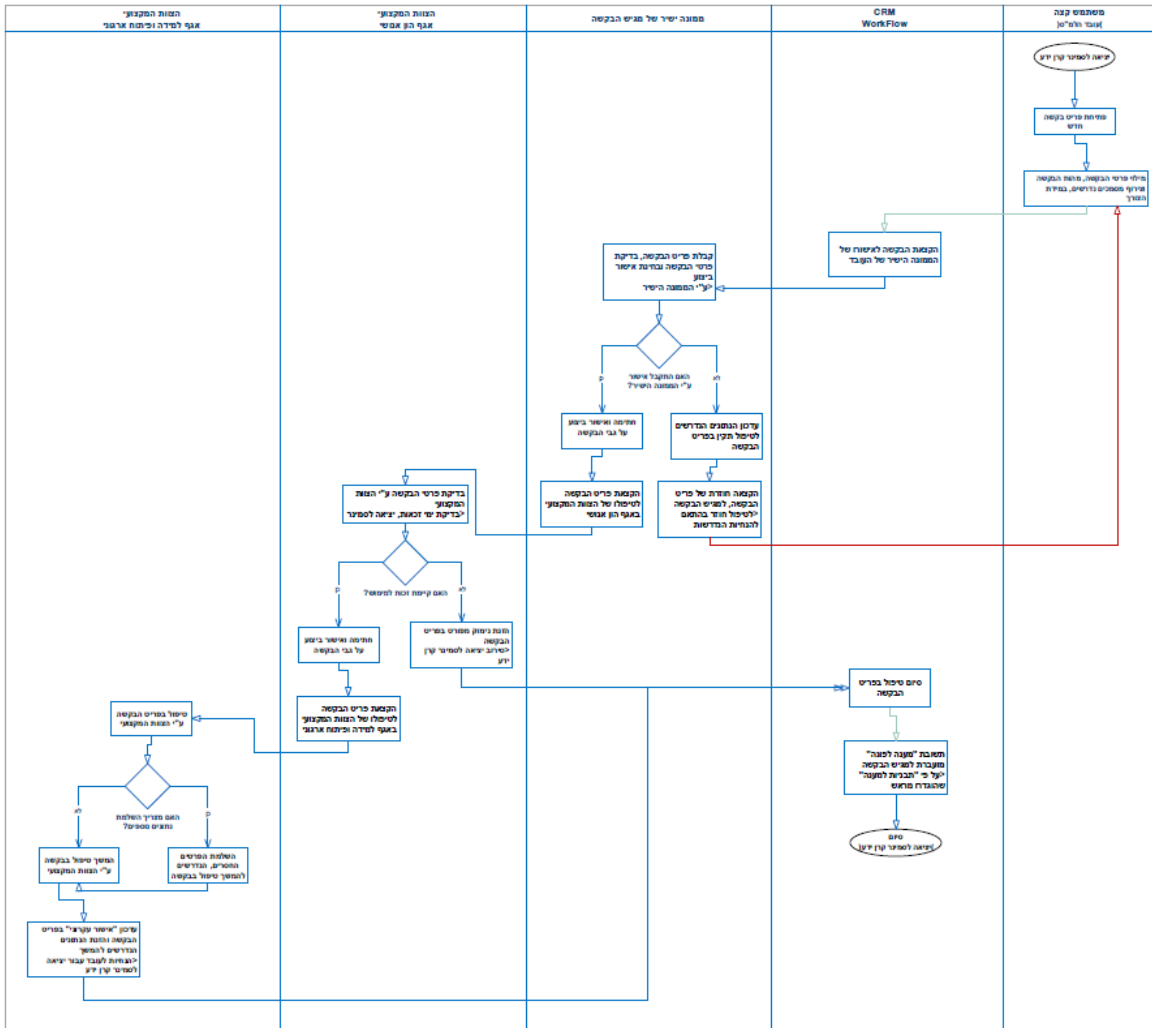 משתמש קצה
)עובד הלמ"ס(
CRM
WorkFlow
ממונה ישיר של מגיש הבקשה
הצוות המקצועי
אגף הון אנושי
הצוות המקצועי
אגף למידה ופיתוח ארגוני
יציאה לסמינר קרן ידע
פתיחת פריט בקשה
חדש
מילוי פרטי הבקשה, מהות הבקשה
וצירוף מסמכים נדרשים, במידת
הצורך
הקצאת הבקשה לאישורו של
הממונה הישיר של העובד
קבלת פריט הבקשה, בדיקת
פרטי הבקשה ובחינת אישור
ביצוע
>ע"י הממונה הישיר
האם התקבל אישור
ע"י הממונה הישיר?
לא
כן
עדכון הנתונים הנדרשים
לטיפול תקין בפריט
הבקשה
חתימה ואישור ביצוע
על גבי הבקשה
הקצאה חוזרת של פריט
הבקשה, למגיש הבקשה
>לטיפול חוזר בהתאם
להנחיות הנדרשות
הקצאת פריט הבקשה
לטיפולו של הצוות המקצועי
באגף הון אנושי
בדיקת פרטי הבקשה ע"י הצוות
המקצועי
>בדיקת ימי זכאות, יציאה לסמינר
האם קיימת זכות למימוש?
לא
כן
הזנת נימוק מפורט בפריט
הבקשה
>סירוב יציאה לסמינר קרן
ידע
חתימה ואישור ביצוע
על גבי הבקשה
הקצאת פריט הבקשה
לטיפולו של הצוות המקצועי
באגף למידה ופיתוח ארגוני
סיום טיפול בפריט
הבקשה
תשובת "מענה לפונה"
מועברת למגיש הבקשה
>על פי "תבניות למענה"
שהוגדרו מראש
סיום
)יציאה לסמינר קרן ידע(
טיפול בפריט הבקשה
ע"י הצוות המקצועי
האם מצריך השלמת
נתונים נוספים?
כן
לא
השלמת הפרטים
החסרים, הנדרשים
להמשך טיפול בבקשה
המשך טיפול בבקשה
ע"י הצוות המקצועי
עדכון "אישור עקרוני" בפריט
הבקשה והזנת הנתונים
הנדרשים להמשך
>הנחיות לעובד עבור יציאה
לסמינר קרן ידע